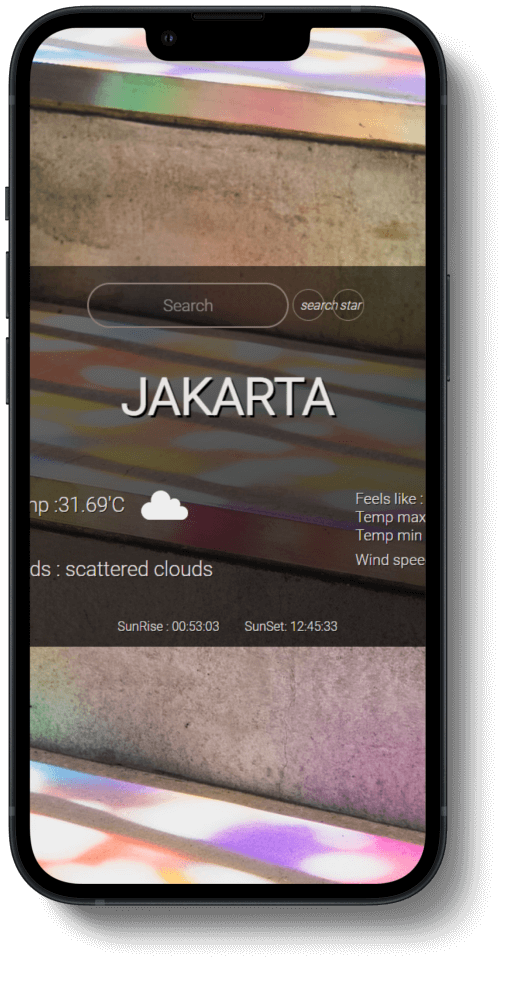 Search
search star
JAKARTA
np :31.69'C
Feels like :
Temp max
Temp min
Wind spee
ds : scattered clouds
SunRise : 00:53:03 SunSet: 12:45:33